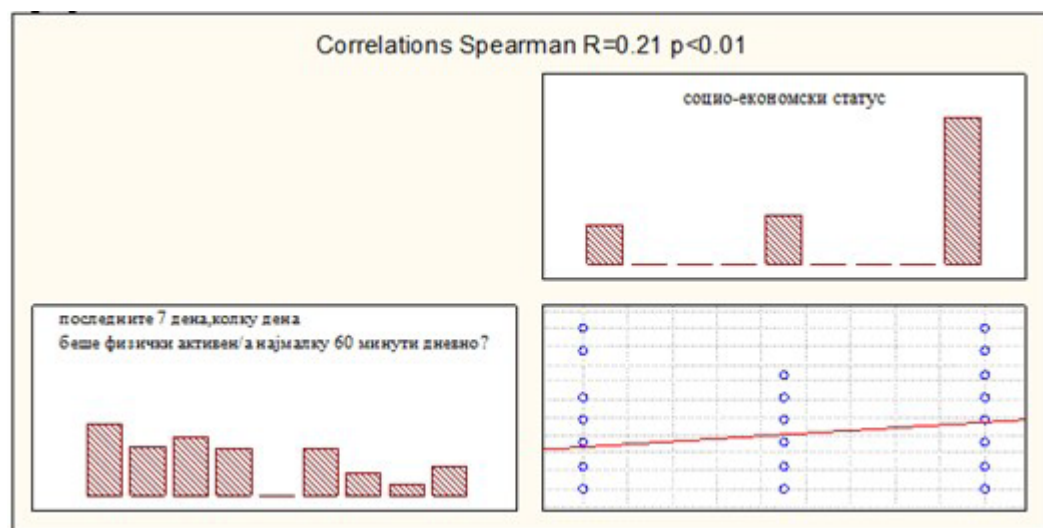 Correlations Spearman R=0.21 p<0.01
социо-економски статус
последните 7 дена,колку дена
беше физички активен/а најмалку 60 минути дневно?